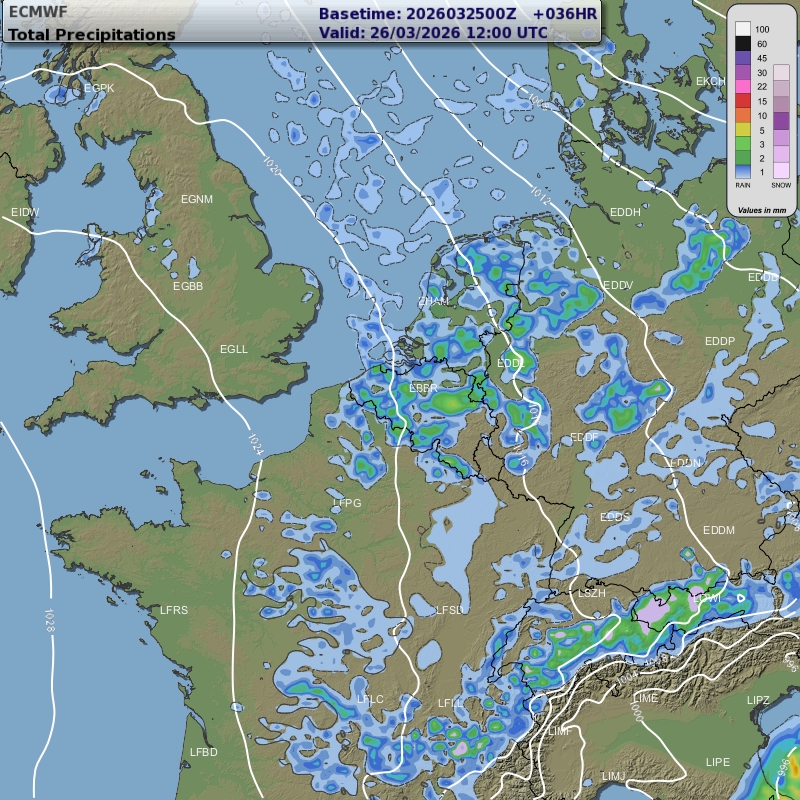 ECMWF
Basetime: 2026032500Z +036HR
Total Precipitations
Valid: 26/03/2026 12:00 UTC
100
60
45
30
22
15
10
5
3
2
1
RAIN
SNOW
Values in mm
EGPK
EKCH
1020
1012
EIDW
EGNM
EDDH
EGBB
EDDV
EHAM
EGLL
EDDP
EDDL
EBBR
1024
1016
EDDF
EDDN
LFPG
EDDS
EDDM
1028
LFRS
LFSD
LSZH
LOWI
LFLC
LFLL
LIME
LIPZ
1000
LFBD
LIMF
LIPE
LIMJ
996